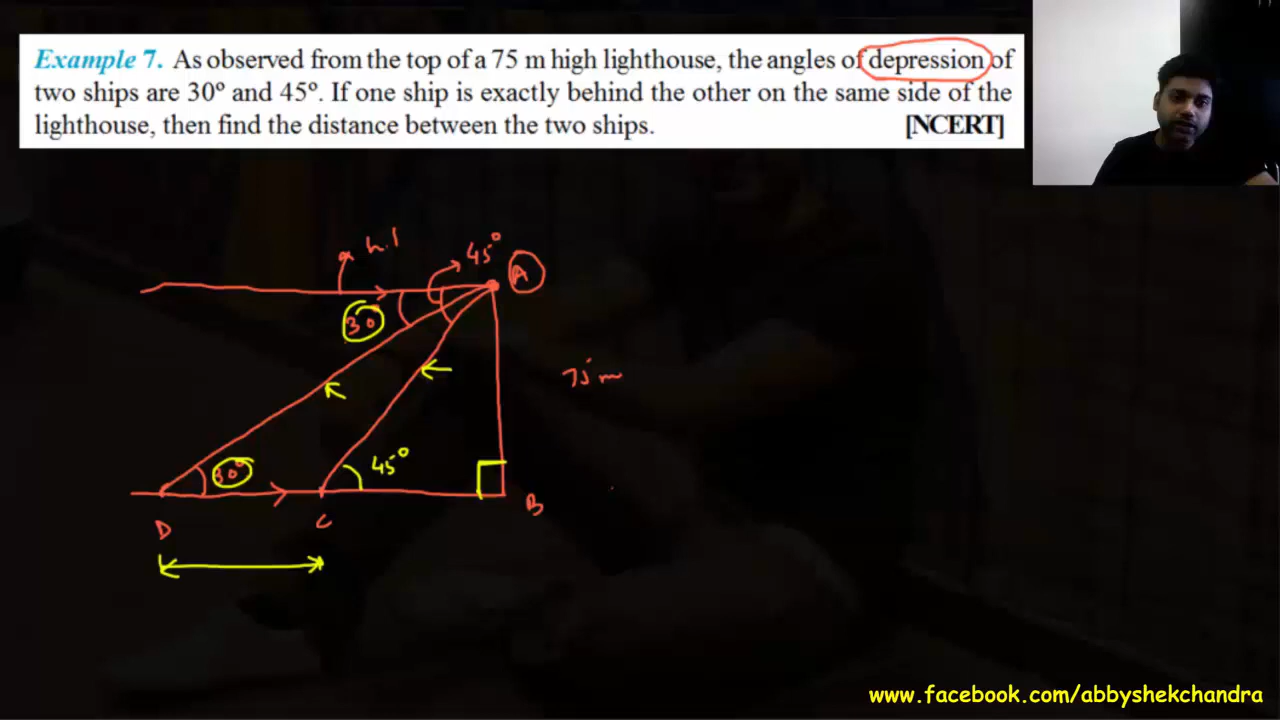 Example 7. As observed from the top of a 75 m high lighthouse, the angles of depression of
two ships are 30º and 45º. If one ship is exactly behind the other on the same side of the
lighthouse, then find the distance between the two ships. [NCERT]
h.l
45°
A
30°
75 m
30°
45°
B
D
C
www.facebook.com/abbyshekchandra